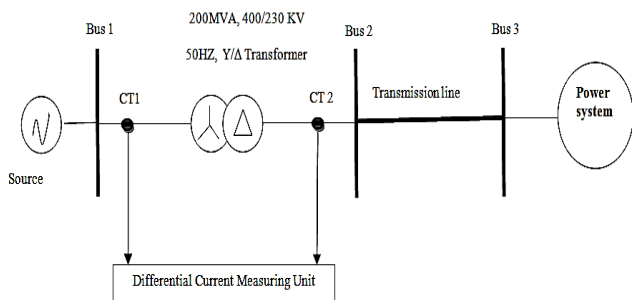 200MVA, 400/230 KV
50HZ, Y/Δ Transformer
Bus 1
Bus 2
Bus 3
CT1
CT 2
Transmission line
Power
system
Source
Differential Current Measuring Unit